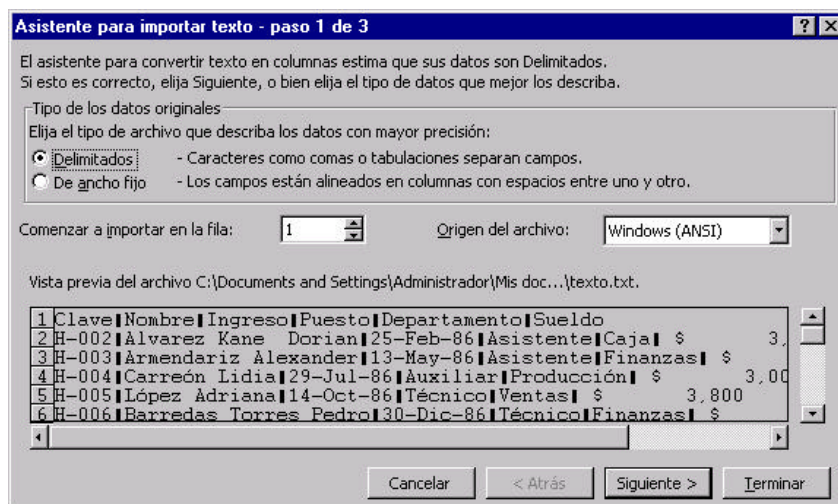 Asistente para importar texto - paso 1 de 3
El asistente para convertir texto en columnas estima que sus datos son Delimitados.
Si esto es correcto, elija Siguiente, o bien elija el tipo de datos que mejor los describa.
Tipo de los datos originales
Elija el tipo de archivo que describa los datos con mayor precisión:
Delimitados - Caracteres como comas o tabulaciones separan campos.
De ancho fijo - Los campos están alineados en columnas con espacios entre uno y otro.
Comenzar a importar en la fila: 1 Origen del archivo: Windows (ANSI)
Vista previa del archivo C:\Documents and Settings\Administrador\Mis doc...\texto.txt.
1 Clave▮Nombre▮Ingreso▮Puesto▮Departamento▮Sueldo
2 H-002▮Alvarez Kane  Dorian▮25-Feb-86▮Asistente▮Caja▮ $ 3,
3 H-003▮Armendariz Alexander▮13-May-86▮Asistente▮Finanzas▮ $
4 H-004▮Carreón Lidia▮29-Jul-86▮Auxiliar▮Producción▮ $ 3,00
5 H-005▮López Adriana▮14-Oct-86▮Técnico▮Ventas▮ $ 3,800
6 H-006▮Barredas Torres Pedro▮30-Dic-86▮Técnico▮Finanzas▮ $
Cancelar < Atrás Siguiente > Terminar